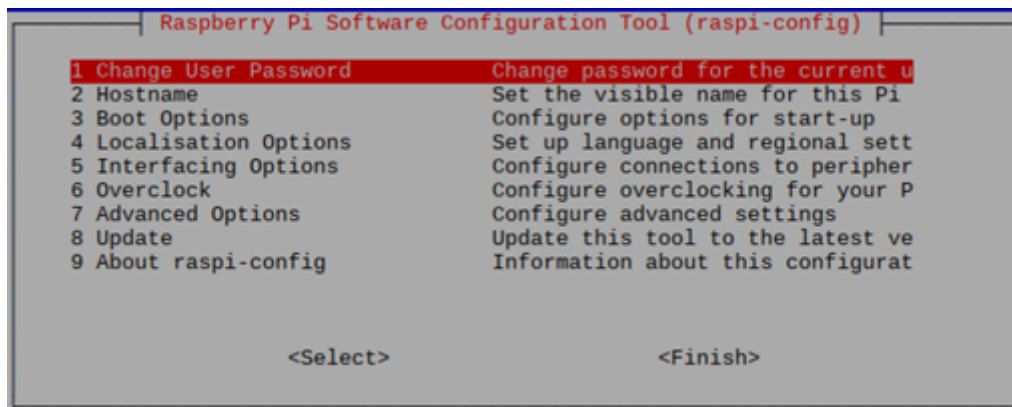 Raspberry Pi Software Configuration Tool (raspi-config)
1 Change User Password Change password for the current u
2 Hostname Set the visible name for this Pi
3 Boot Options Configure options for start-up
4 Localisation Options Set up language and regional sett
5 Interfacing Options Configure connections to peripher
6 Overclock Configure overclocking for your P
7 Advanced Options Configure advanced settings
8 Update Update this tool to the latest ve
9 About raspi-config Information about this configurat
<Select> <Finish>